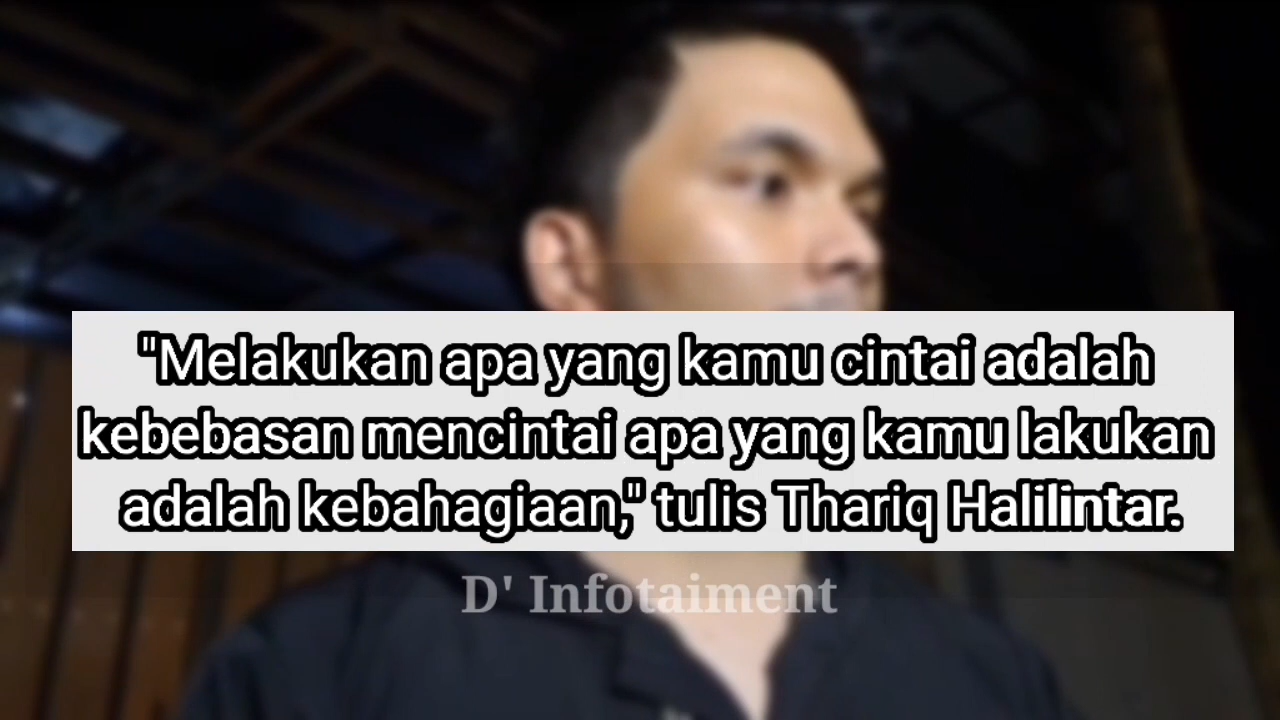 "Melakukan apa yang kamu cintai adalah
kebebasan mencintai apa yang kamu lakukan
adalah kebahagiaan," tulis Thariq Halilintar.
D' Infotaiment